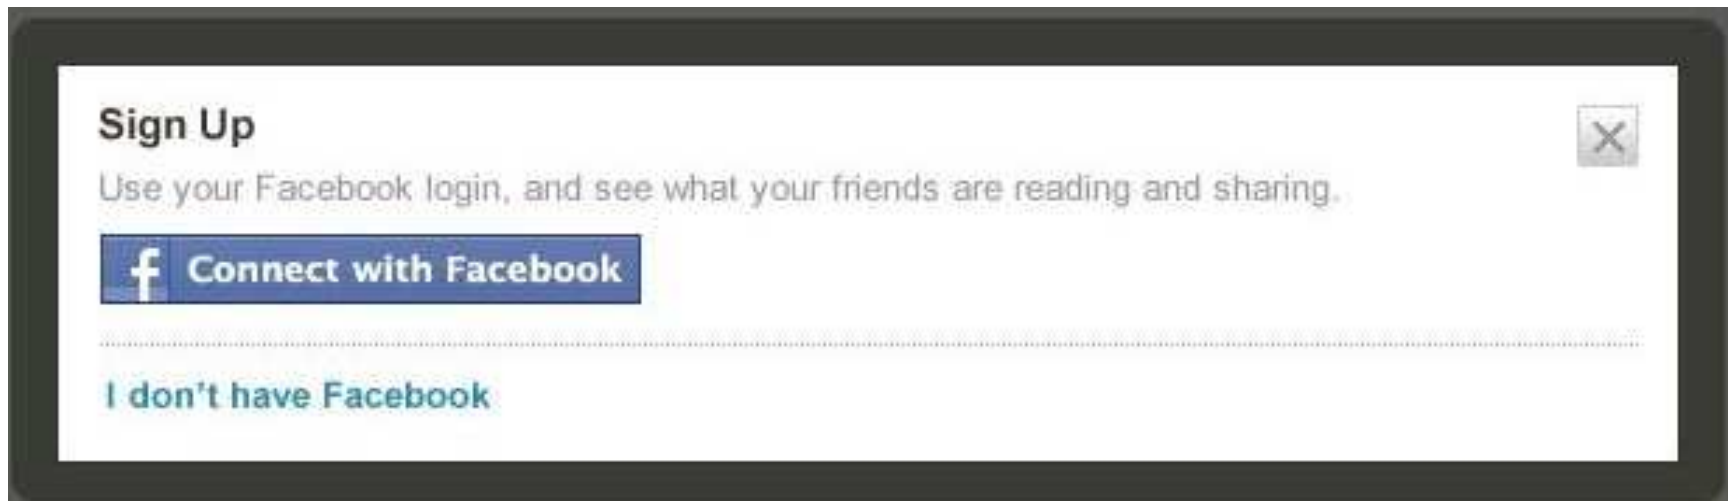 Sign Up
Use your Facebook login, and see what your friends are reading and sharing.
f Connect with Facebook
I don't have Facebook